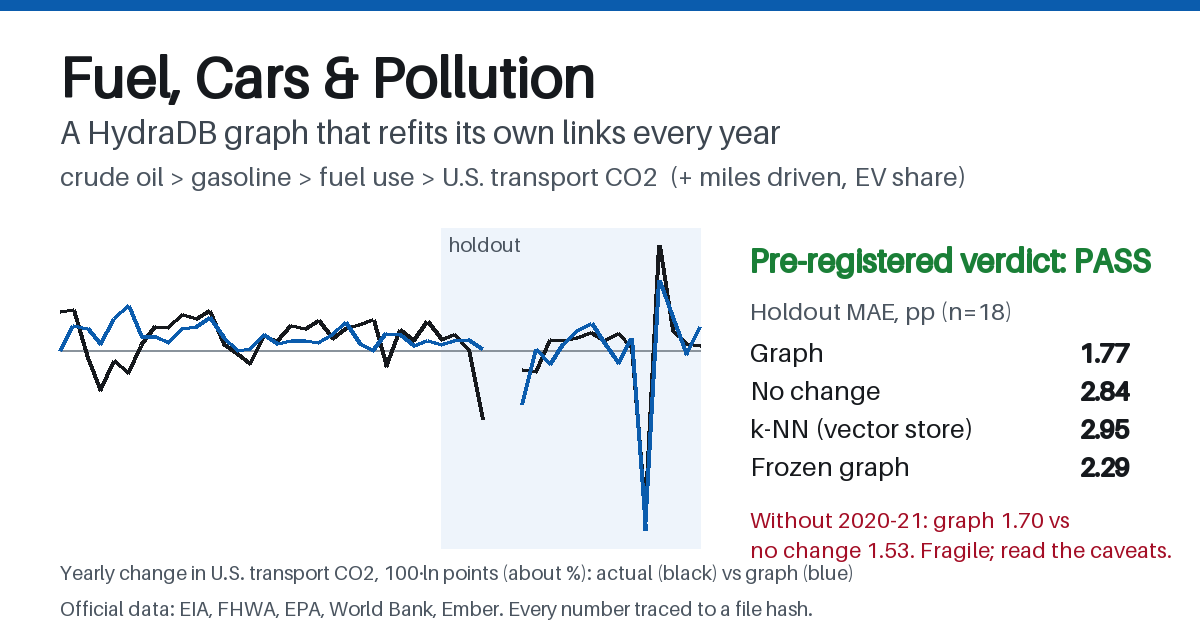 Fuel, Cars & Pollution
A HydraDB graph that refits its own links every year
crude oil > gasoline > fuel use > U.S. transport CO2 (+ miles driven, EV share)
holdout
Pre-registered verdict: PASS
Holdout MAE, pp (n=18)
Graph 1.77
No change 2.84
k-NN (vector store) 2.95
Frozen graph 2.29
Without 2020-21: graph 1.70 vs
no change 1.53. Fragile; read the caveats.
Yearly change in U.S. transport CO2, 100·ln points (about %): actual (black) vs graph (blue)
Official data: EIA, FHWA, EPA, World Bank, Ember. Every number traced to a file hash.